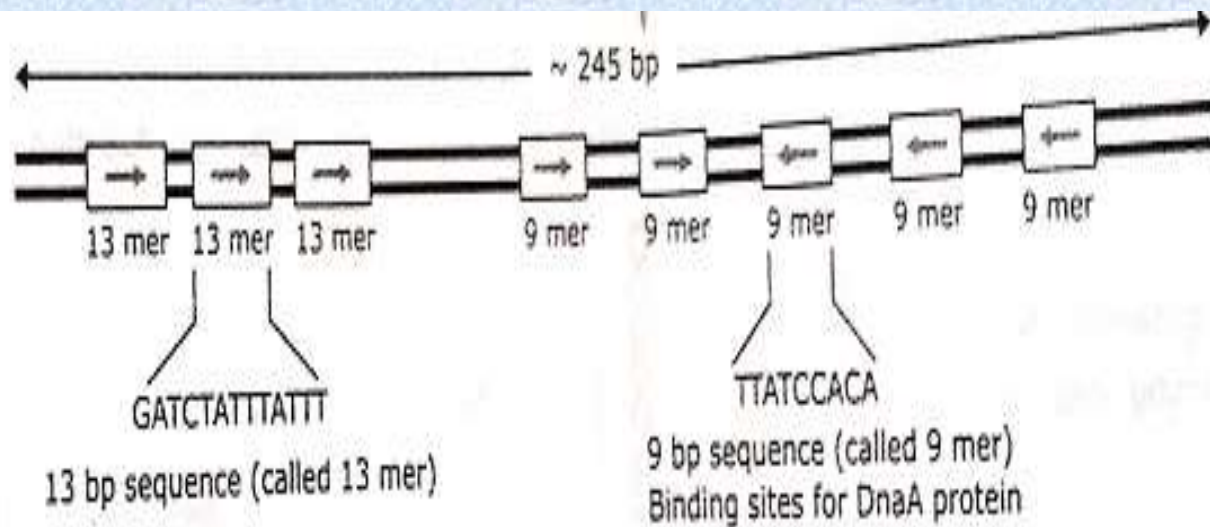 ~ 245 bp
13 mer 13 mer 13 mer 9 mer 9 mer 9 mer 9 mer 9 mer
GATCTATTTATTT
TTATCCACA
13 bp sequence (called 13 mer)
9 bp sequence (called 9 mer)
Binding sites for DnaA protein